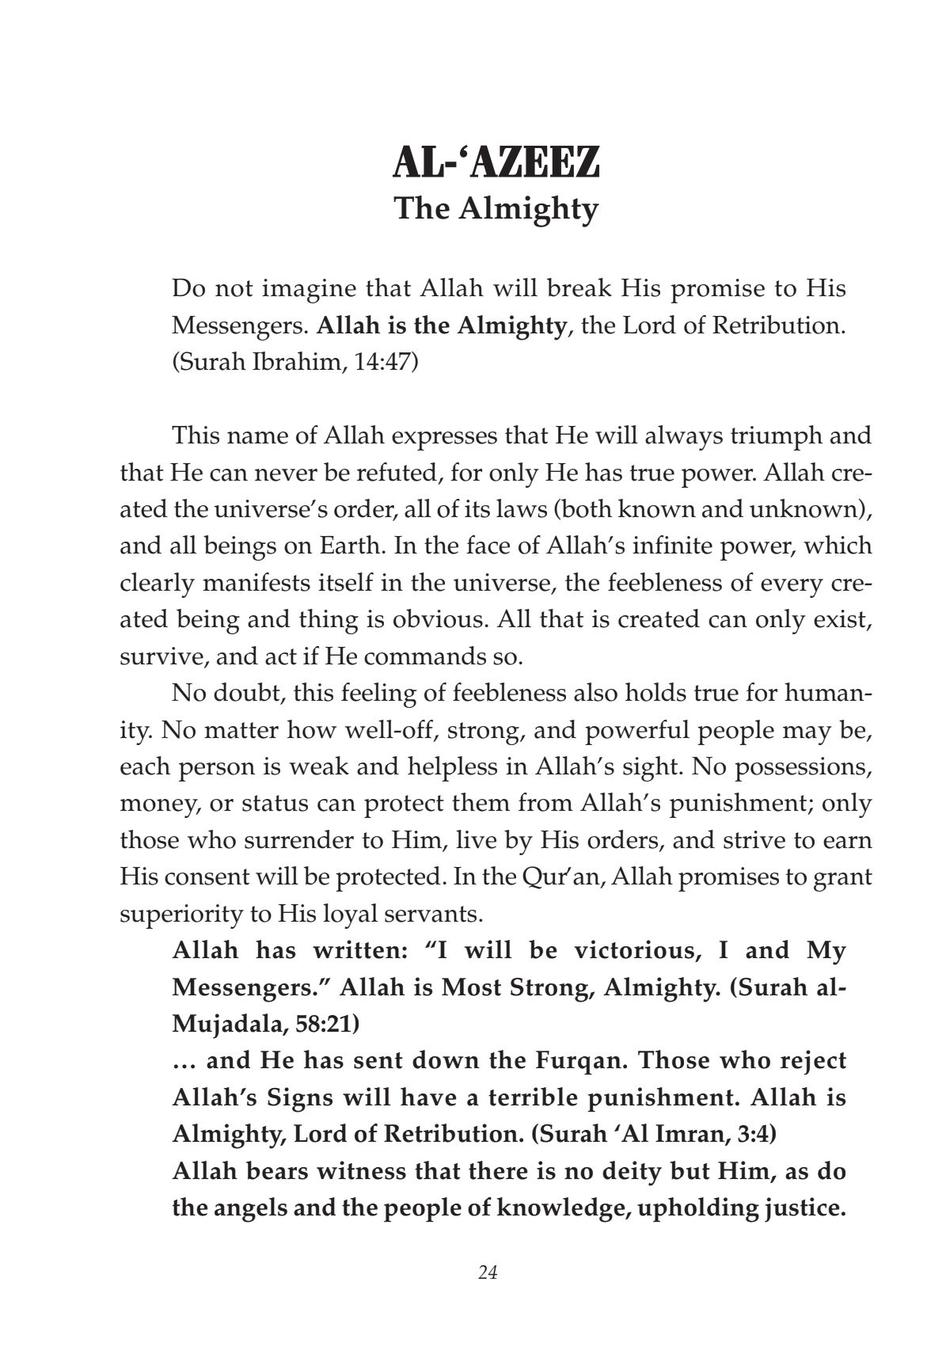 AL-‘AZEEZ
The Almighty
Do not imagine that Allah will break His promise to His
Messengers. Allah is the Almighty, the Lord of Retribution.
(Surah Ibrahim, 14:47)
This name of Allah expresses that He will always triumph and
that He can never be refuted, for only He has true power. Allah cre-
ated the universe’s order, all of its laws (both known and unknown),
and all beings on Earth. In the face of Allah’s infinite power, which
clearly manifests itself in the universe, the feebleness of every cre-
ated being and thing is obvious. All that is created can only exist,
survive, and act if He commands so.
No doubt, this feeling of feebleness also holds true for human-
ity. No matter how well-off, strong, and powerful people may be,
each person is weak and helpless in Allah’s sight. No possessions,
money, or status can protect them from Allah’s punishment; only
those who surrender to Him, live by His orders, and strive to earn
His consent will be protected. In the Qur’an, Allah promises to grant
superiority to His loyal servants.
Allah has written: “I will be victorious, I and My
Messengers.” Allah is Most Strong, Almighty. (Surah al-
Mujadala, 58:21)
… and He has sent down the Furqan. Those who reject
Allah’s Signs will have a terrible punishment. Allah is
Almighty, Lord of Retribution. (Surah ‘Al Imran, 3:4)
Allah bears witness that there is no deity but Him, as do
the angels and the people of knowledge, upholding justice.
24